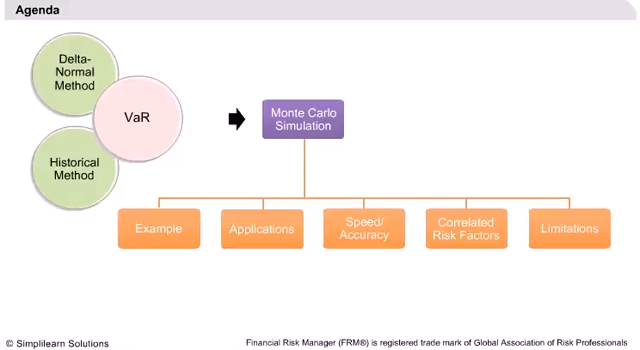 Agenda
Delta-
Normal
Method
VaR
Historical
Method
Monte Carlo
Simulation
Example
Applications
Speed/
Accuracy
Correlated
Risk Factors
Limitations
© Simplilearn Solutions
Financial Risk Manager (FRM®) is registered trade mark of Global Association of Risk Professionals